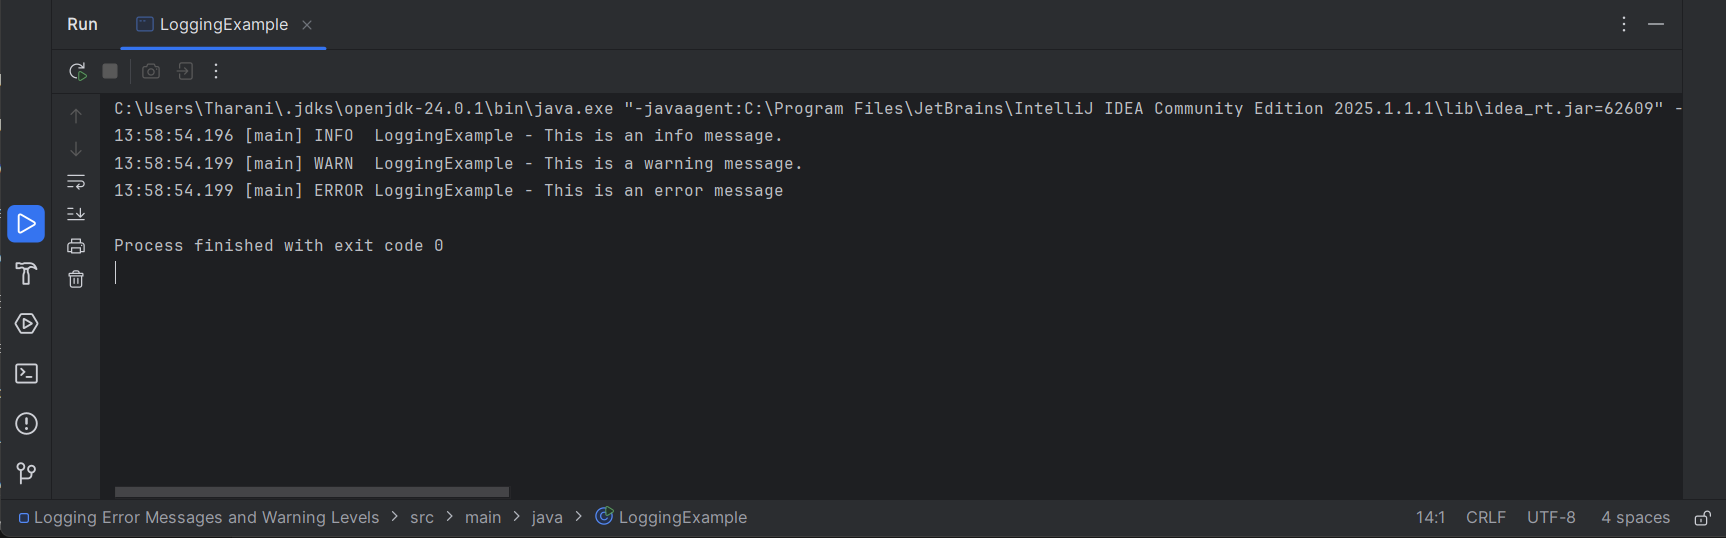 Run LoggingExample
C:\Users\Tharani\.jdks\openjdk-24.0.1\bin\java.exe "-javaagent:C:\Program Files\JetBrains\IntelliJ IDEA Community Edition 2025.1.1.1\lib\idea_rt.jar=62609" -
13:58:54.196 [main] INFO  LoggingExample - This is an info message.
13:58:54.199 [main] WARN  LoggingExample - This is a warning message.
13:58:54.199 [main] ERROR LoggingExample - This is an error message
Process finished with exit code 0
Logging Error Messages and Warning Levels > src > main > java > LoggingExample 14:1 CRLF UTF-8 4 spaces